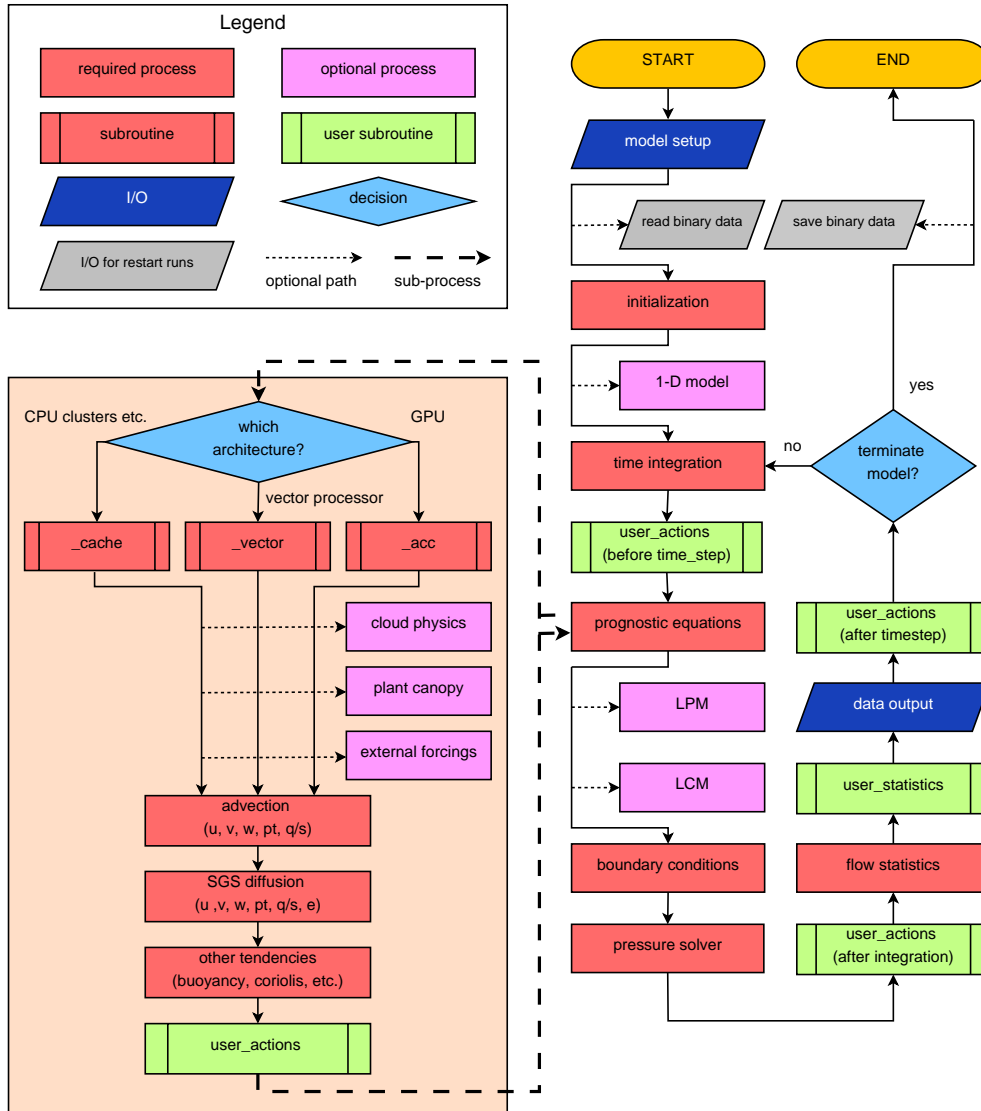 Legend
required process
optional process
subroutine
user subroutine
I/O
decision
I/O for restart runs
optional path
sub-process
START
END
model setup
read binary data
save binary data
initialization
1-D model
yes
no
time integration
terminate
model?
user_actions
(before time_step)
prognostic equations
LPM
LCM
boundary conditions
pressure solver
user_actions
(after timestep)
data output
user_statistics
flow statistics
user_actions
(after integration)
CPU clusters etc.
GPU
which
architecture?
vector processor
_cache
_vector
_acc
cloud physics
plant canopy
external forcings
advection
(u, v, w, pt, q/s)
SGS diffusion
(u ,v, w, pt, q/s, e)
other tendencies
(buoyancy, coriolis, etc.)
user_actions